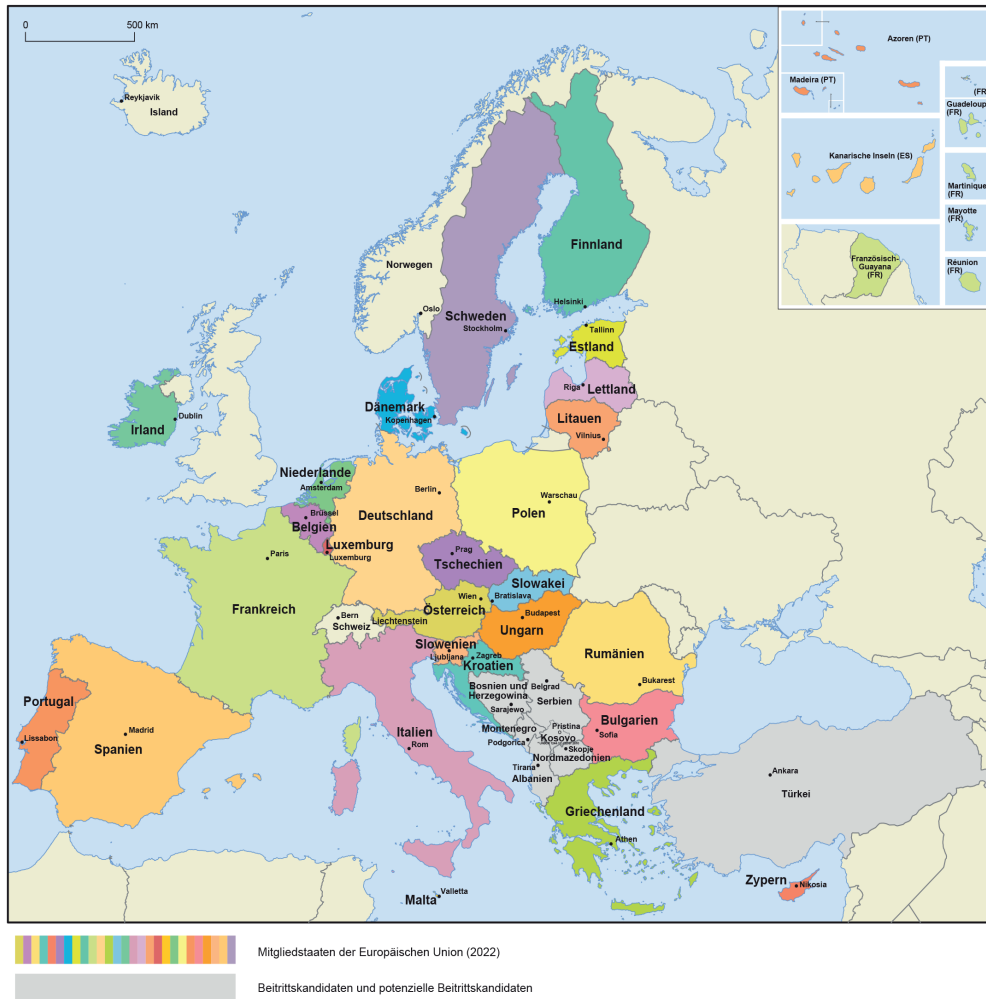 0
500 km
Azoren (PT)
Madeira (PT)
(FR)
Guadeloup
(FR)
Kanarische Inseln (ES)
Martinique
(FR)
Mayotte
(FR)
Französisch-
Guayana
(FR)
Réunion
(FR)
Reykjavik
Island
Norwegen
Finnland
Oslo
Helsinki
Schweden
Stockholm
Tallinn
Estland
Riga
Lettland
Dänemark
Kopenhagen
Litauen
Vilnius
Dublin
Irland
Niederlande
Amsterdam
Berlin
Warschau
Brüssel
Belgien
Deutschland
Polen
Luxemburg
Luxemburg
Paris
Prag
Tschechien
Slowakei
Bratislava
Wien
Österreich
Frankreich
Bern
Schweiz
Liechtenstein
Budapest
Ungarn
Slowenien
Ljubljana
Zagreb
Kroatien
Rumänien
Bukarest
Bosnien und
Herzegowina
Sarajewo
Belgrad
Serbien
Portugal
Lissabon
Madrid
Spanien
Italien
Rom
Montenegro
Podgorica
Pristina
Kosovo
Bulgarien
Sofia
Skopje
Nordmazedonien
Tirana
Albanien
Ankara
Türkei
Griechenland
Athen
Zypern
Nikosia
Malta
Valletta
Mitgliedstaaten der Europäischen Union (2022)
Beitrittskandidaten und potenzielle Beitrittskandidaten